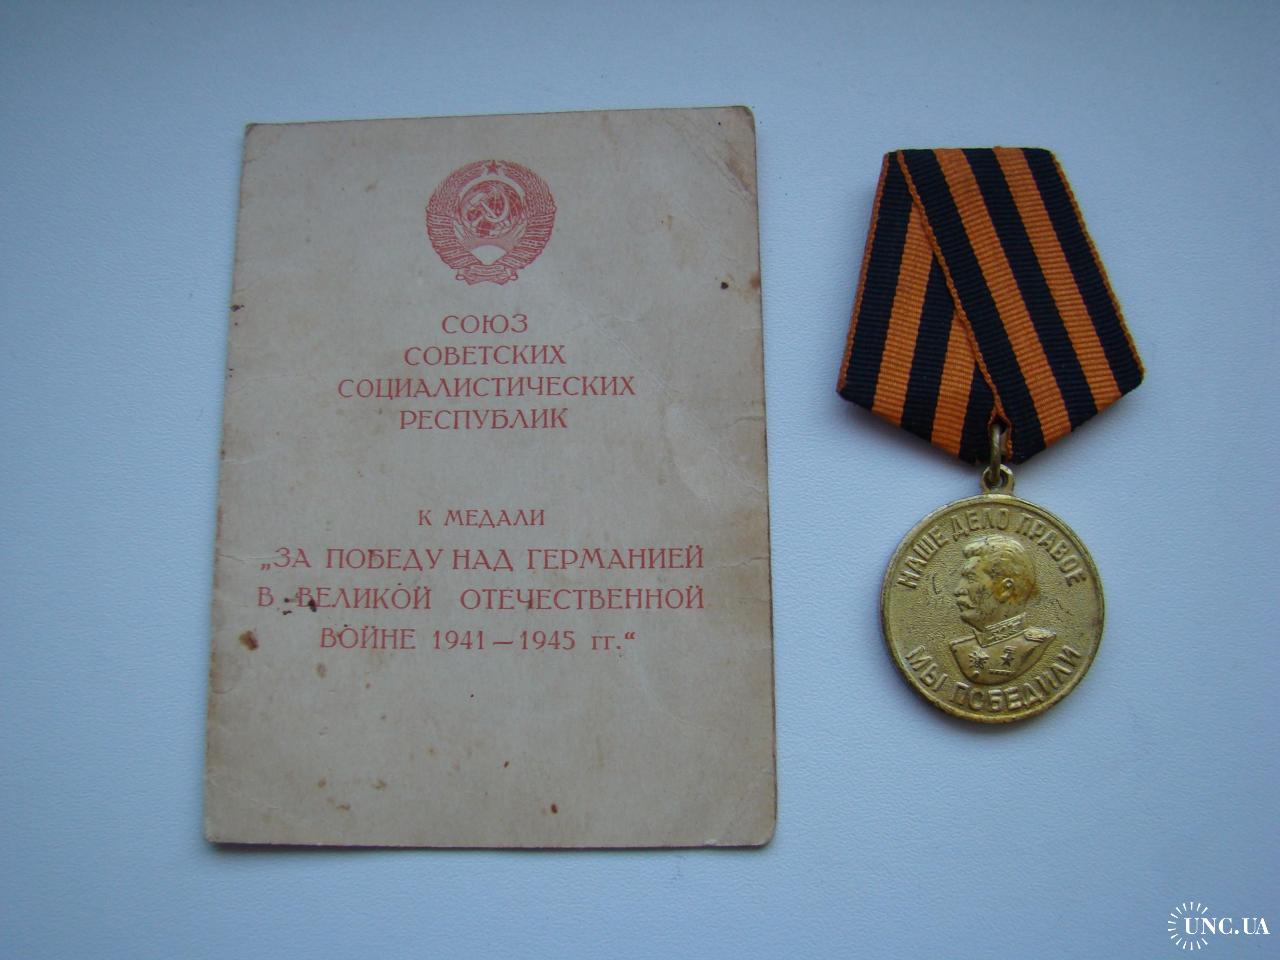 СОЮЗ
СОВЕТСКИХ
СОЦИАЛИСТИЧЕСКИХ
РЕСПУБЛИК
К МЕДАЛИ
„ЗА ПОБЕДУ НАД ГЕРМАНИЕЙ
В ВЕЛИКОЙ ОТЕЧЕСТВЕННОЙ
ВОЙНЕ 1941—1945 гг.“
НАШЕ ДЕЛО ПРАВОЕ
МЫ ПОБЕДИЛИ
UNC.UA